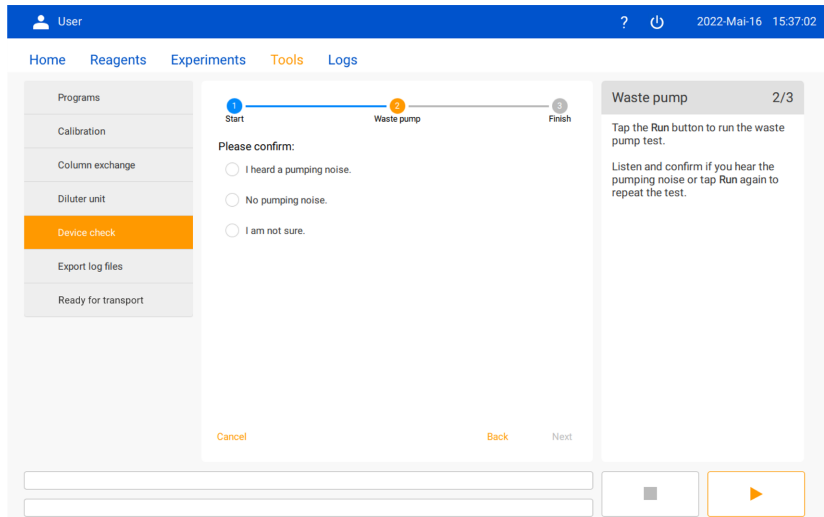 User
? 2022-Mai-16 15:37:02
Home Reagents Experiments Tools Logs
Programs
Calibration
Column exchange
Diluter unit
Device check
Export log files
Ready for transport
1 2 3
Start Waste pump Finish
Please confirm:
I heard a pumping noise.
No pumping noise.
I am not sure.
Cancel Back Next
Waste pump 2/3
Tap the Run button to run the waste
pump test.
Listen and confirm if you hear the
pumping noise or tap Run again to
repeat the test.